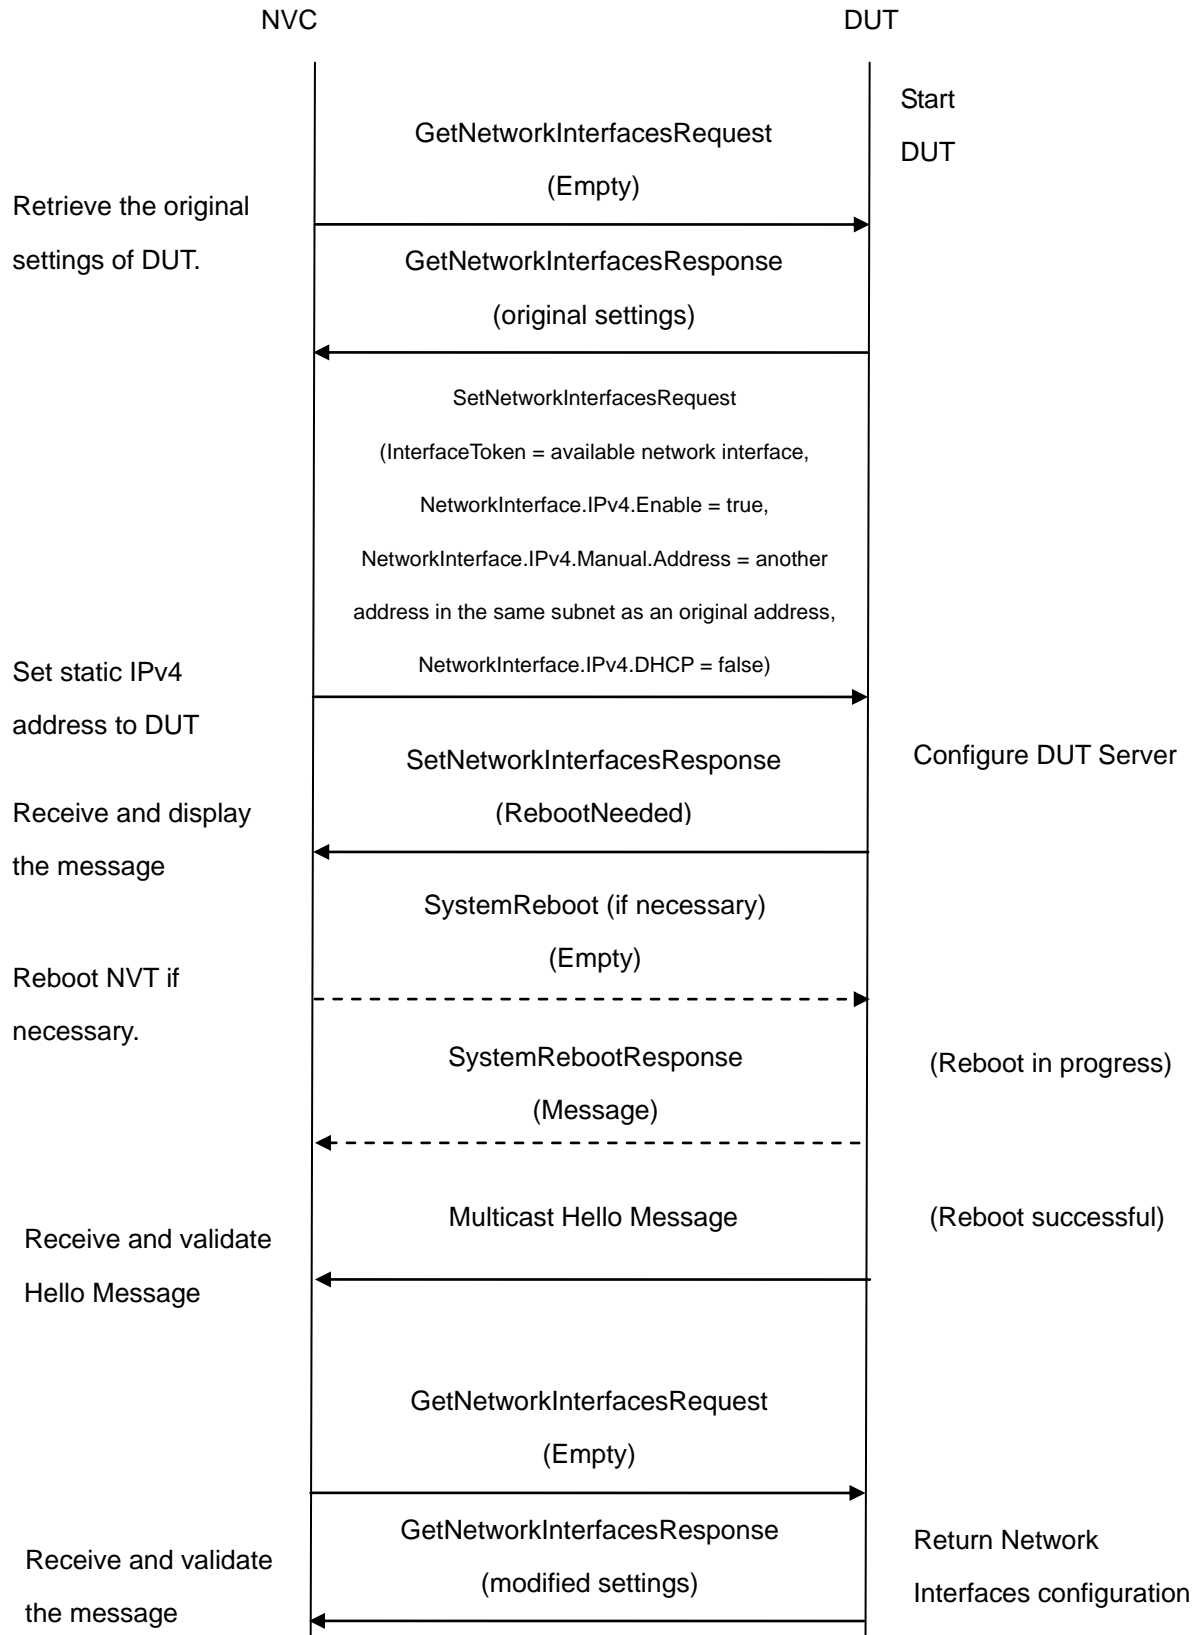 NVC
DUT
Start
DUT
GetNetworkInterfacesRequest
(Empty)
Retrieve the original
settings of DUT.
GetNetworkInterfacesResponse
(original settings)
SetNetworkInterfacesRequest
(InterfaceToken = available network interface,
NetworkInterface.IPv4.Enable = true,
NetworkInterface.IPv4.Manual.Address = another
address in the same subnet as an original address,
NetworkInterface.IPv4.DHCP = false)
Set static IPv4
address to DUT
Configure DUT Server
SetNetworkInterfacesResponse
(RebootNeeded)
Receive and display
the message
SystemReboot (if necessary)
(Empty)
Reboot NVT if
necessary.
SystemRebootResponse
(Message)
(Reboot in progress)
Multicast Hello Message
(Reboot successful)
Receive and validate
Hello Message
GetNetworkInterfacesRequest
(Empty)
GetNetworkInterfacesResponse
(modified settings)
Return Network
Interfaces configuration
Receive and validate
the message